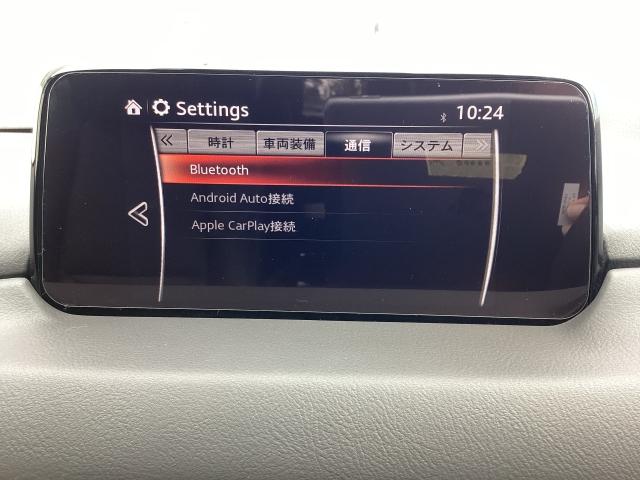 Settings 10:24
« 時計 車両装備 通信 システム »
Bluetooth
Android Auto接続
Apple CarPlay接続